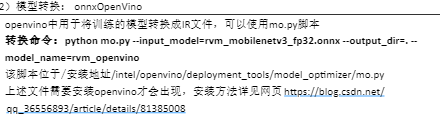 2）模型转换： onnxOpenVino
openvino中用于将训练的模型转换成IR文件，可以使用mo.py脚本
转换命令：python mo.py --input_model=rvm_mobilenetv3_fp32.onnx --output_dir=. --
model_name=rvm_openvino
该脚本位于/安装地址/intel/openvino/deployment_tools/model_optimizer/mo.py
上述文件需要安装openvino才会出现，安装方法详见网页https://blog.csdn.net/
qq_36556893/article/details/81385008